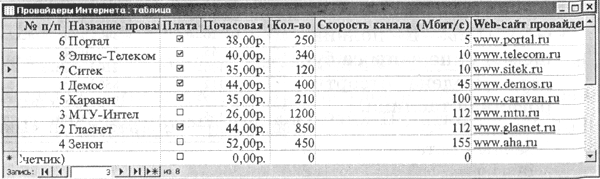 Провайдеры Интернета : таблица
№ п/п Название прова Плата Почасовая Кол-во Скорость канала (Мбит/с) Web-сайт провайде
6 Портал 38,00р. 250 5 www.portal.ru
8 Элвис-Телеком 40,00р. 340 10 www.telecom.ru
7 Ситек 35,00р. 120 10 www.sitek.ru
1 Демос 44,00р. 400 45 www.demos.ru
5 Караван 35,00р. 210 100 www.caravan.ru
3 МТУ-Интел 26,00р. 1200 112 www.mtu.ru
2 Гласнет 44,00р. 850 112 www.glasnet.ru
4 Зенон 52,00р. 450 155 www.aha.ru
счетчик) 0,00р. 0 0
Запись: 3 из 8